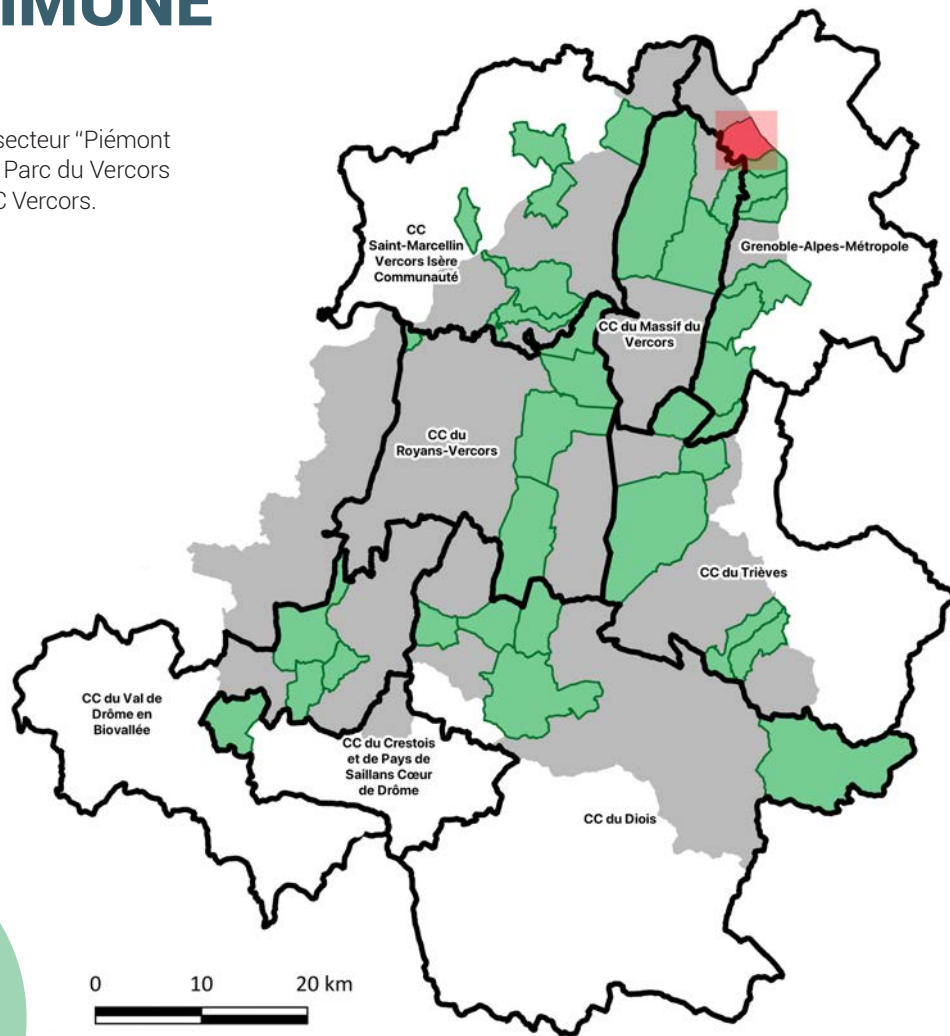 secteur “Piémont
Parc du Vercors
C Vercors.
CC
Saint-Marcellin
Vercors Isère
Communauté
Grenoble-Alpes-Métropole
CC du Massif du
Vercors
CC du
Royans-Vercors
CC du Trièves
CC du Val de
Drôme en
Biovallée
CC du Crestois
et de Pays de
Saillans Cœur
de Drôme
CC du Diois
0 10 20 km